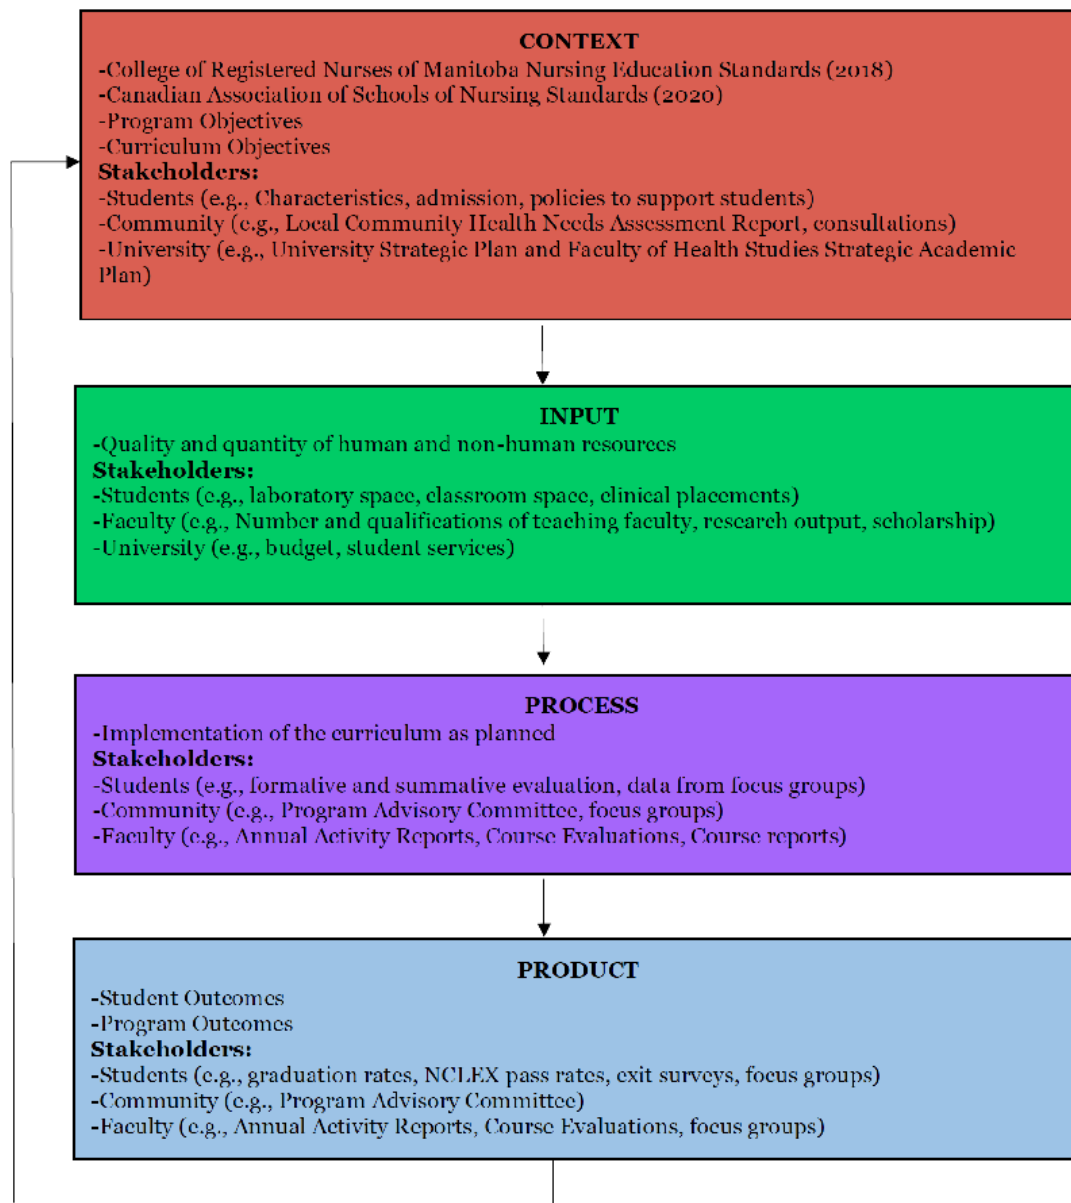 CONTEXT
-College of Registered Nurses of Manitoba Nursing Education Standards (2018)
-Canadian Association of Schools of Nursing Standards (2020)
-Program Objectives
-Curriculum Objectives
Stakeholders:
-Students (e.g., Characteristics, admission, policies to support students)
-Community (e.g., Local Community Health Needs Assessment Report, consultations)
-University (e.g., University Strategic Plan and Faculty of Health Studies Strategic Academic
Plan)
INPUT
-Quality and quantity of human and non-human resources
Stakeholders:
-Students (e.g., laboratory space, classroom space, clinical placements)
-Faculty (e.g., Number and qualifications of teaching faculty, research output, scholarship)
-University (e.g., budget, student services)
PROCESS
-Implementation of the curriculum as planned
Stakeholders:
-Students (e.g., formative and summative evaluation, data from focus groups)
-Community (e.g., Program Advisory Committee, focus groups)
-Faculty (e.g., Annual Activity Reports, Course Evaluations, Course reports)
PRODUCT
-Student Outcomes
-Program Outcomes
Stakeholders:
-Students (e.g., graduation rates, NCLEX pass rates, exit surveys, focus groups)
-Community (e.g., Program Advisory Committee)
-Faculty (e.g., Annual Activity Reports, Course Evaluations, focus groups)